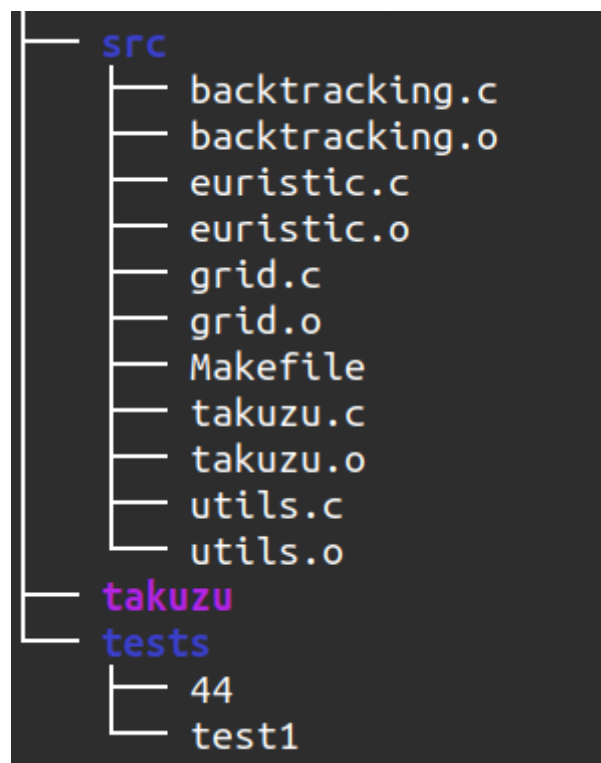 src
backtracking.c
backtracking.o
euristic.c
euristic.o
grid.c
grid.o
Makefile
takuzu.c
takuzu.o
utils.c
utils.o
takuzu
tests
44
test1